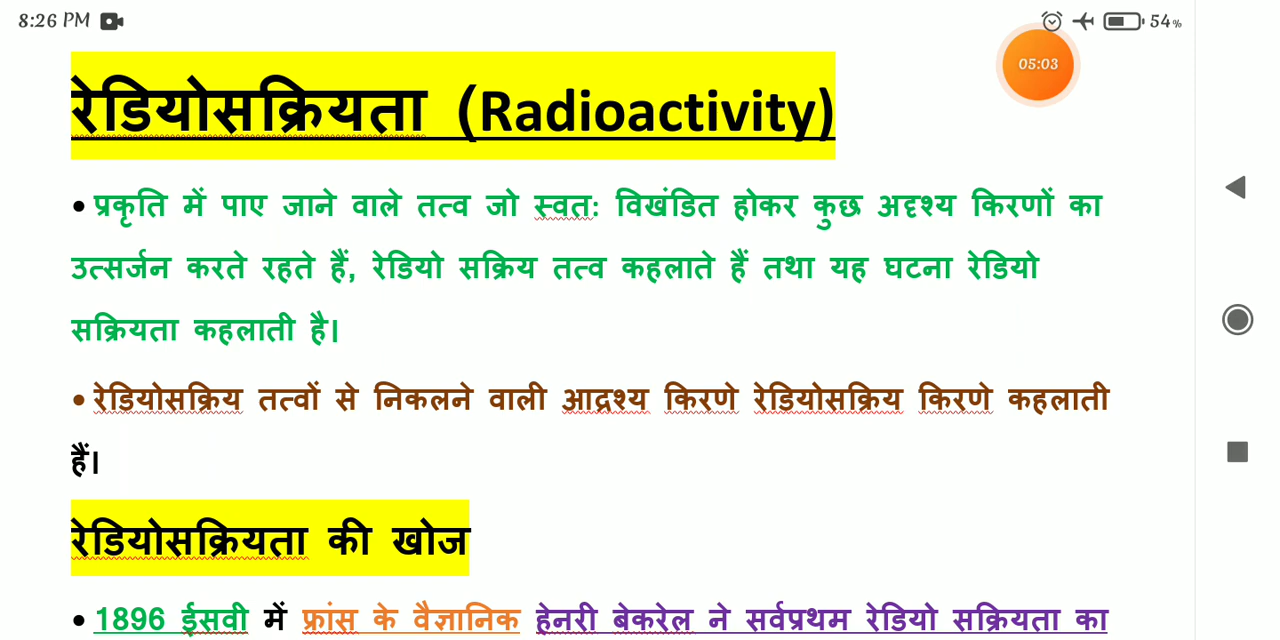 8:26 PM
54%
05:03
रेडियोसक्रियता (Radioactivity)
• प्रकृति में पाए जाने वाले तत्व जो स्वत: विखंडित होकर कुछ अदृश्य किरणों का
उत्सर्जन करते रहते हैं, रेडियो सक्रिय तत्व कहलाते हैं तथा यह घटना रेडियो
सक्रियता कहलाती है।
• रेडियोसक्रिय तत्वों से निकलने वाली आद्रश्य किरणे रेडियोसक्रिय किरणे कहलाती
हैं।
रेडियोसक्रियता की खोज
• 1896 ईसवी में फ्रांस के वैज्ञानिक हेनरी बेकरेल ने सर्वप्रथम रेडियो सक्रियता का